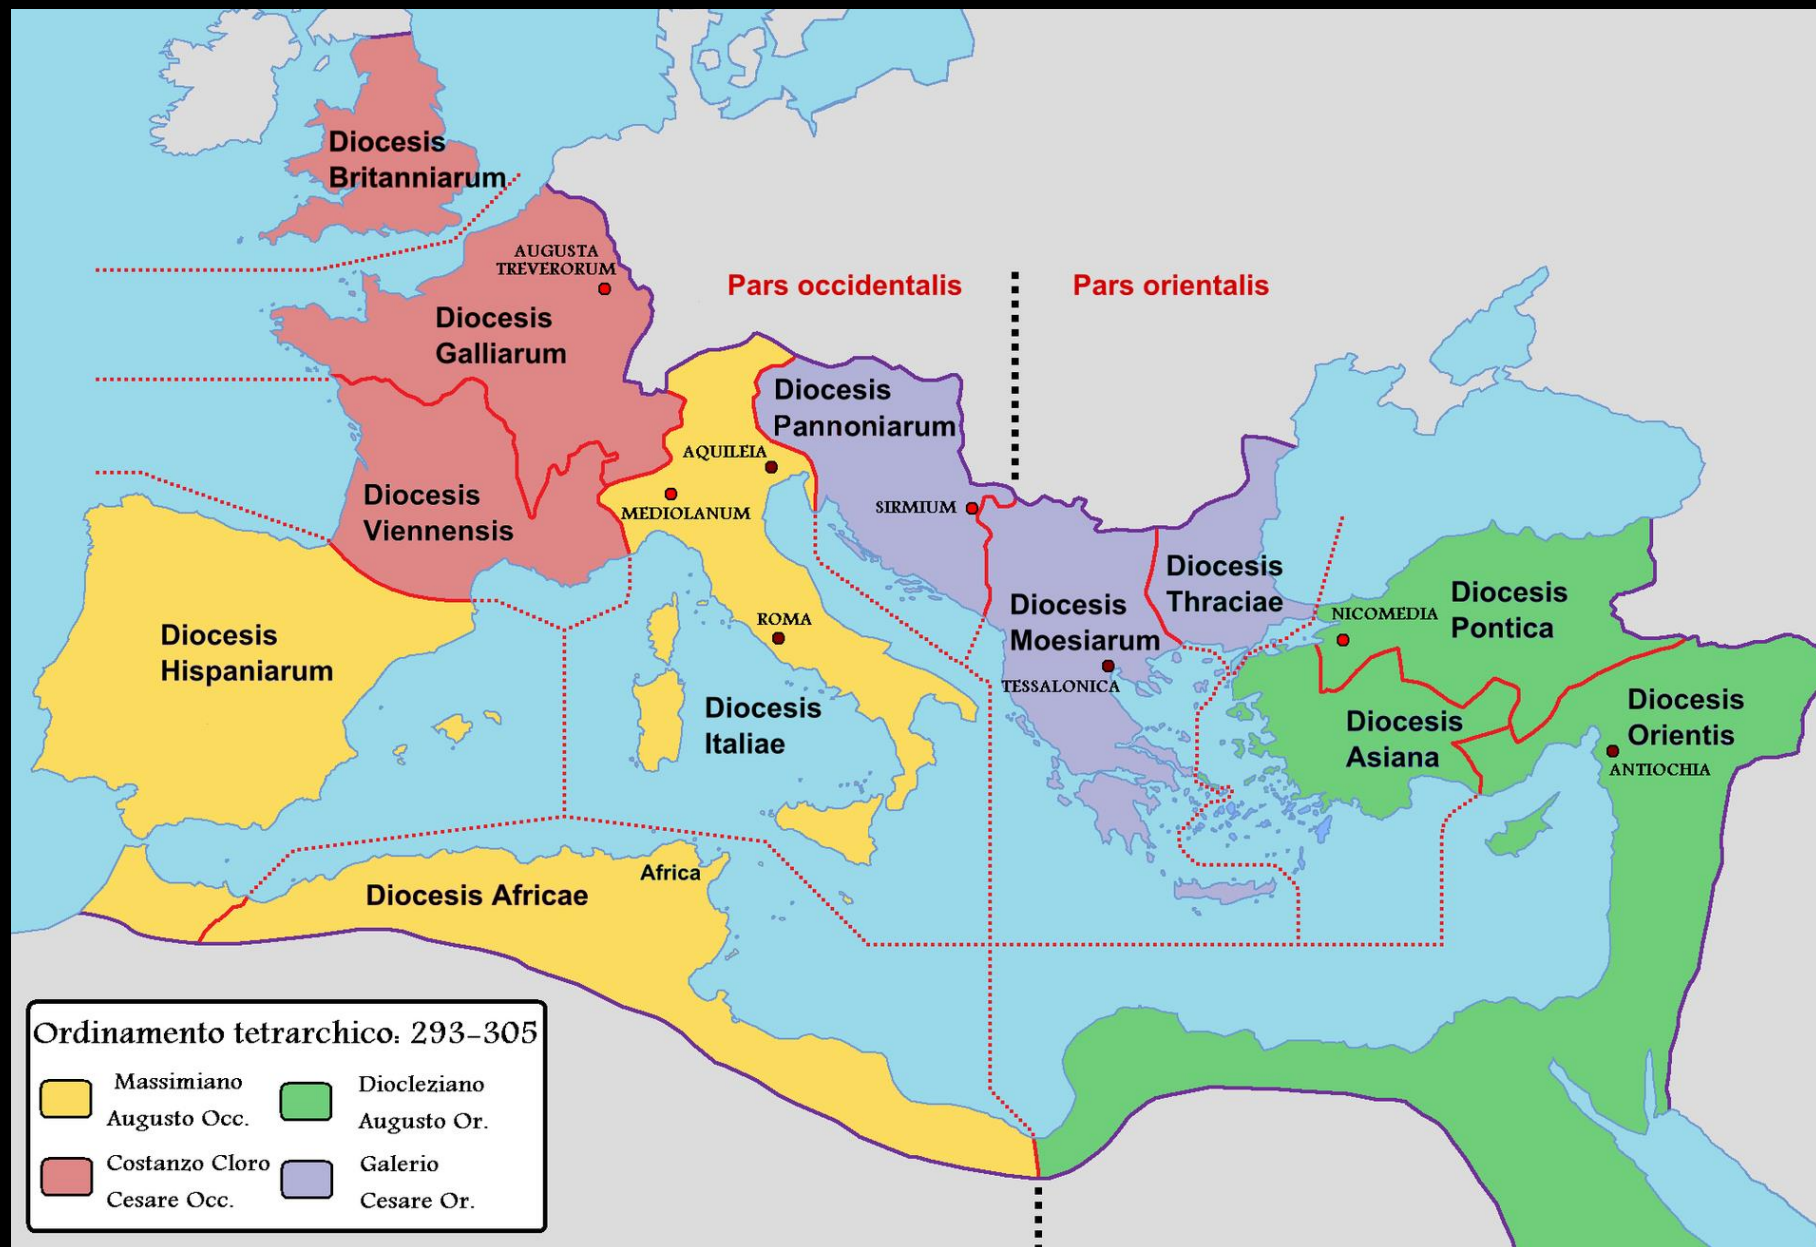 Diocesis
Britanniarum
AUGUSTA
TREVERORUM
Pars occidentalis
Pars orientalis
Diocesis
Galliarum
Diocesis
Pannoniarum
AQUILEIA
Diocesis
Viennensis
MEDIOLANUM
SIRMIUM
Diocesis
Thraciae
Diocesis
Moesiarum
NICOMEDIA
Diocesis
Pontica
Diocesis
Hispaniarum
ROMA
TESSALONICA
Diocesis
Italiae
Diocesis
Asiana
Diocesis
Orientis
ANTIOCHIA
Africa
Diocesis Africae
Ordinamento tetrarchico: 293-305
Massimiano
Augusto Occ.
Diocleziano
Augusto Or.
Costanzo Cloro
Cesare Occ.
Galerio
Cesare Or.